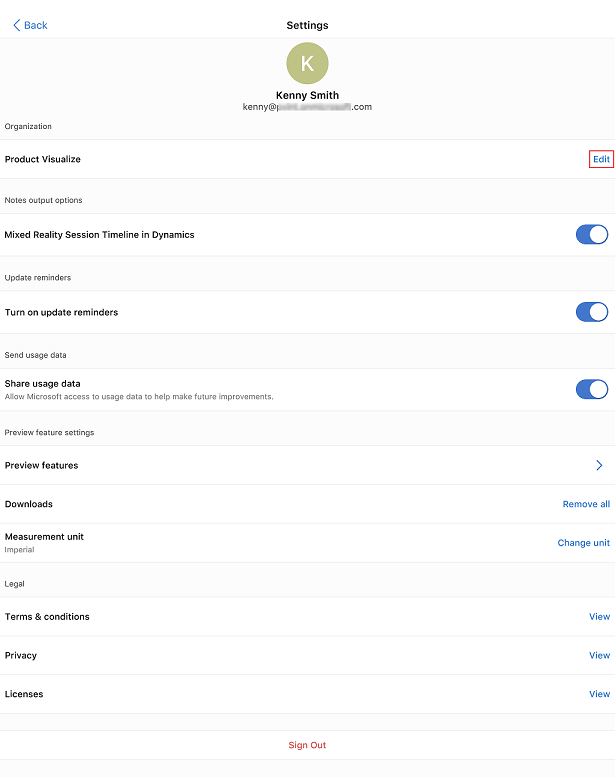 Back
Settings
K
Kenny Smith
kenny@ .com
Organization
Product Visualize
Edit
Notes output options
Mixed Reality Session Timeline in Dynamics
Update reminders
Turn on update reminders
Send usage data
Share usage data
Allow Microsoft access to usage data to help make future improvements.
Preview feature settings
Preview features
Downloads
Remove all
Measurement unit
Imperial
Change unit
Legal
Terms & conditions
View
Privacy
View
Licenses
View
Sign Out